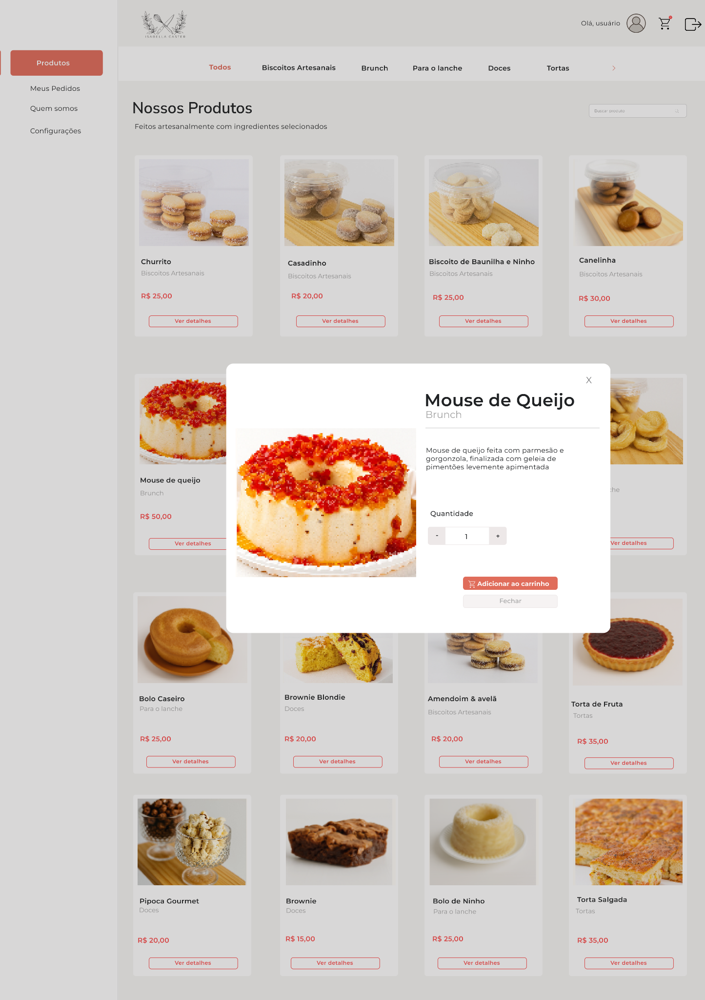 ISABELLA CASTER
Olá, usuário
Produtos
Meus Pedidos
Quem somos
Configurações
Todos
Biscoitos Artesanais
Brunch
Para o lanche
Doces
Tortas
Nossos Produtos
Feitos artesanalmente com ingredientes selecionados
Buscar produto
Churrito
Biscoitos Artesanais
R$ 25,00
Ver detalhes
Casadinho
Biscoitos Artesanais
R$ 20,00
Ver detalhes
Biscoito de Baunilha e Ninho
Biscoitos Artesanais
R$ 25,00
Ver detalhes
Canelinha
Biscoitos Artesanais
R$ 30,00
Ver detalhes
Mouse de queijo
Brunch
R$ 50,00
Ver detalhes
X
Mouse de Queijo
Brunch
Mouse de queijo feita com parmesão e
gorgonzola, finalizada com geleia de
pimentões levemente apimentada
Quantidade
- 1 +
Adicionar ao carrinho
Fechar
Ver detalhes
Bolo Caseiro
Para o lanche
R$ 25,00
Ver detalhes
Brownie Blondie
Doces
R$ 20,00
Ver detalhes
Amendoim & avelã
Biscoitos Artesanais
R$ 20,00
Ver detalhes
Torta de Fruta
Tortas
R$ 35,00
Ver detalhes
Pipoca Gourmet
Doces
R$ 20,00
Ver detalhes
Brownie
Doces
R$ 15,00
Ver detalhes
Bolo de Ninho
Para o lanche
R$ 25,00
Ver detalhes
Torta Salgada
Tortas
R$ 35,00
Ver detalhes